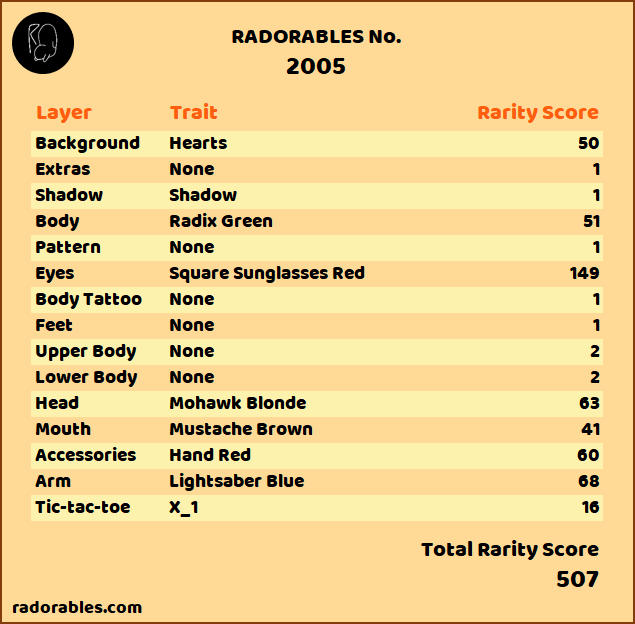 RADORABLES No.
2005
Layer Trait Rarity Score
Background Hearts 50
Extras None 1
Shadow Shadow 1
Body Radix Green 51
Pattern None 1
Eyes Square Sunglasses Red 149
Body Tattoo None 1
Feet None 1
Upper Body None 2
Lower Body None 2
Head Mohawk Blonde 63
Mouth Mustache Brown 41
Accessories Hand Red 60
Arm Lightsaber Blue 68
Tic-tac-toe X_1 16
Total Rarity Score
507
radorables.com